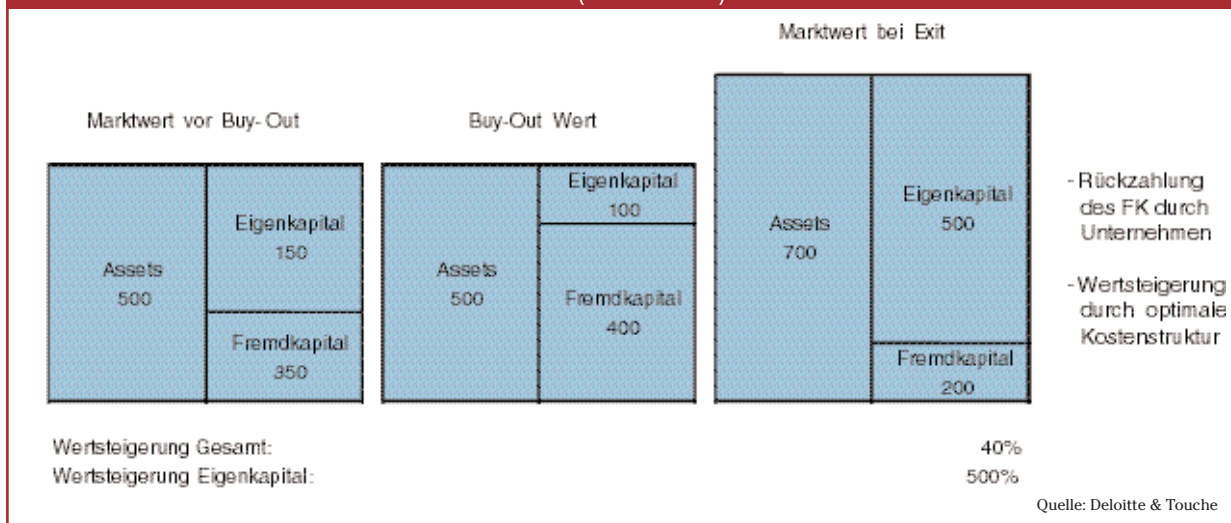 Marktwert bei Exit
Marktwert vor Buy-Out
Buy-Out Wert
Assets
500
Eigenkapital
150
Fremdkapital
350
Assets
500
Eigenkapital
100
Fremdkapital
400
Assets
700
Eigenkapital
500
Fremdkapital
200
- Rückzahlung
des FK durch
Unternehmen
- Wertsteigerung
durch optimale
Kostenstruktur
Wertsteigerung Gesamt: 40%
Wertsteigerung Eigenkapital: 500%
Quelle: Deloitte & Touche